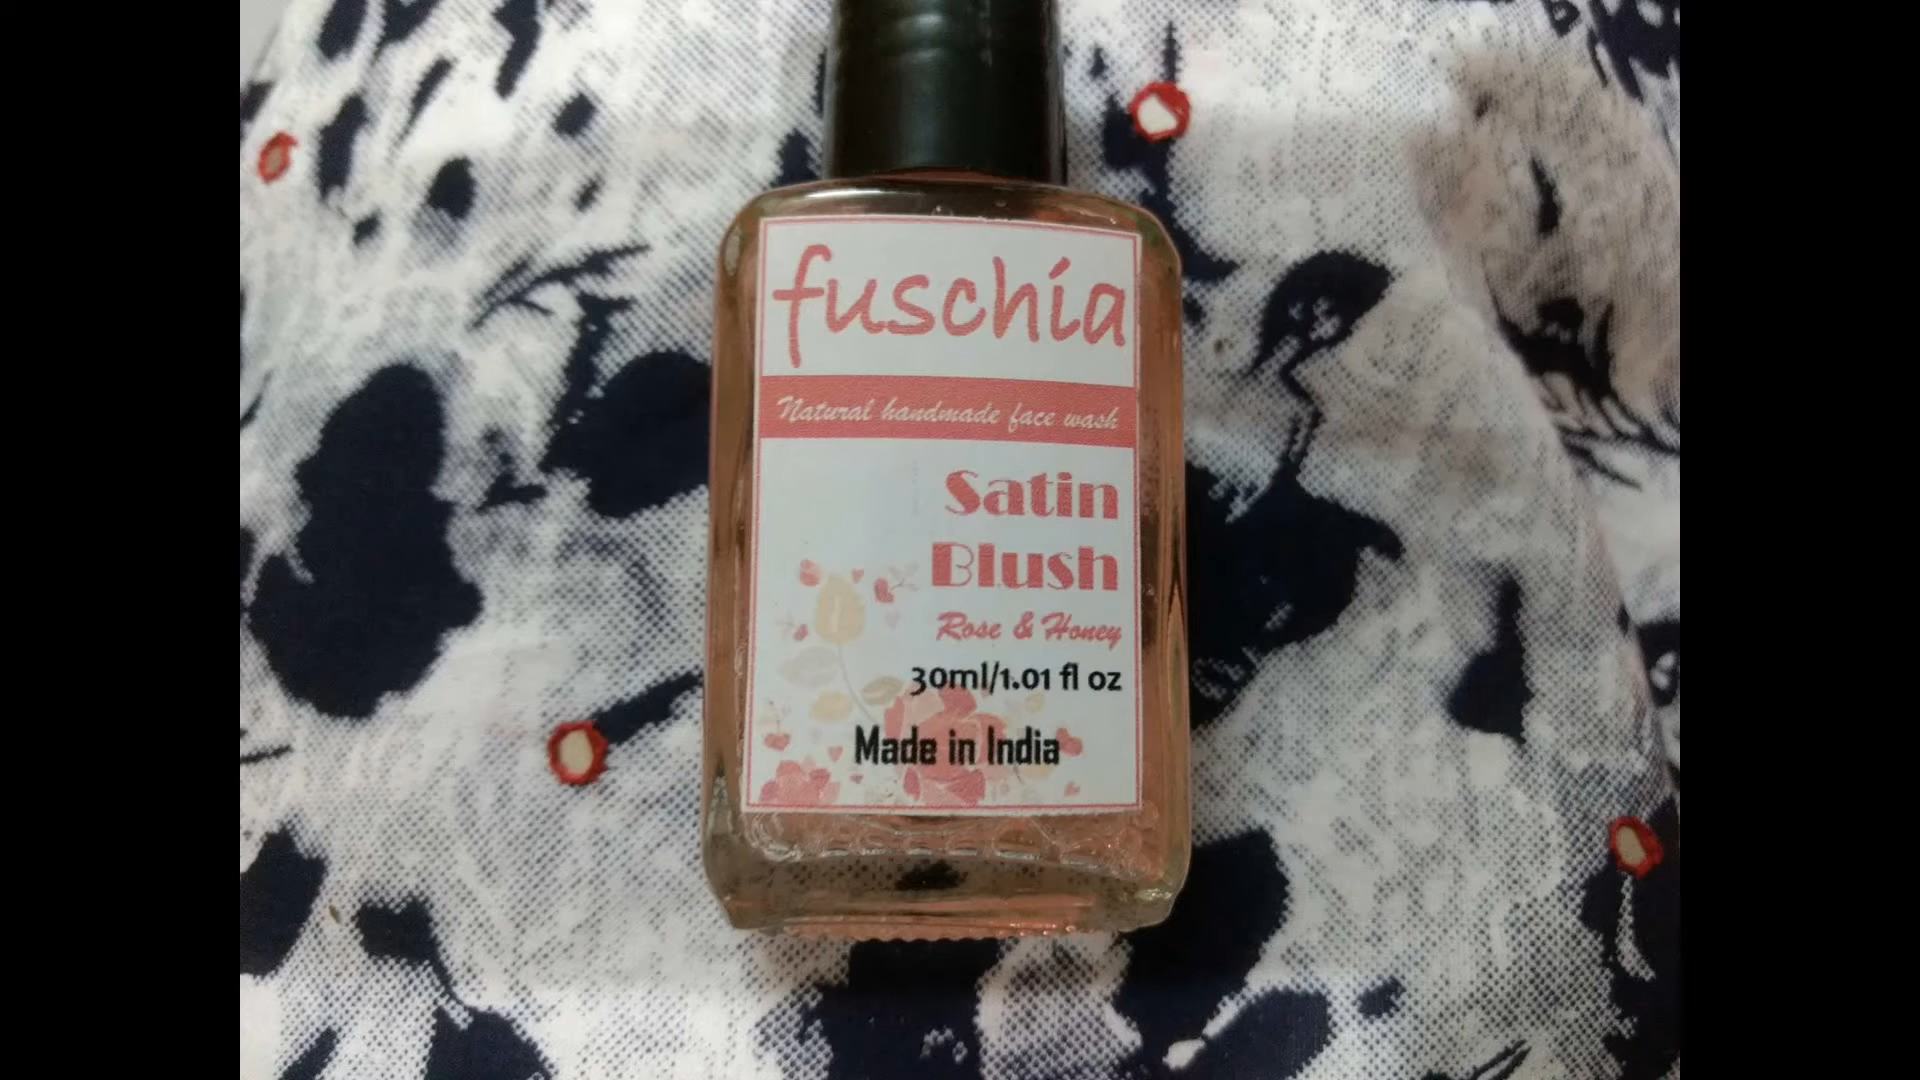 fuschia
Natural handmade face wash
Satin
Blush
Rose & Honey
30ml/1.01 fl oz
Made in India